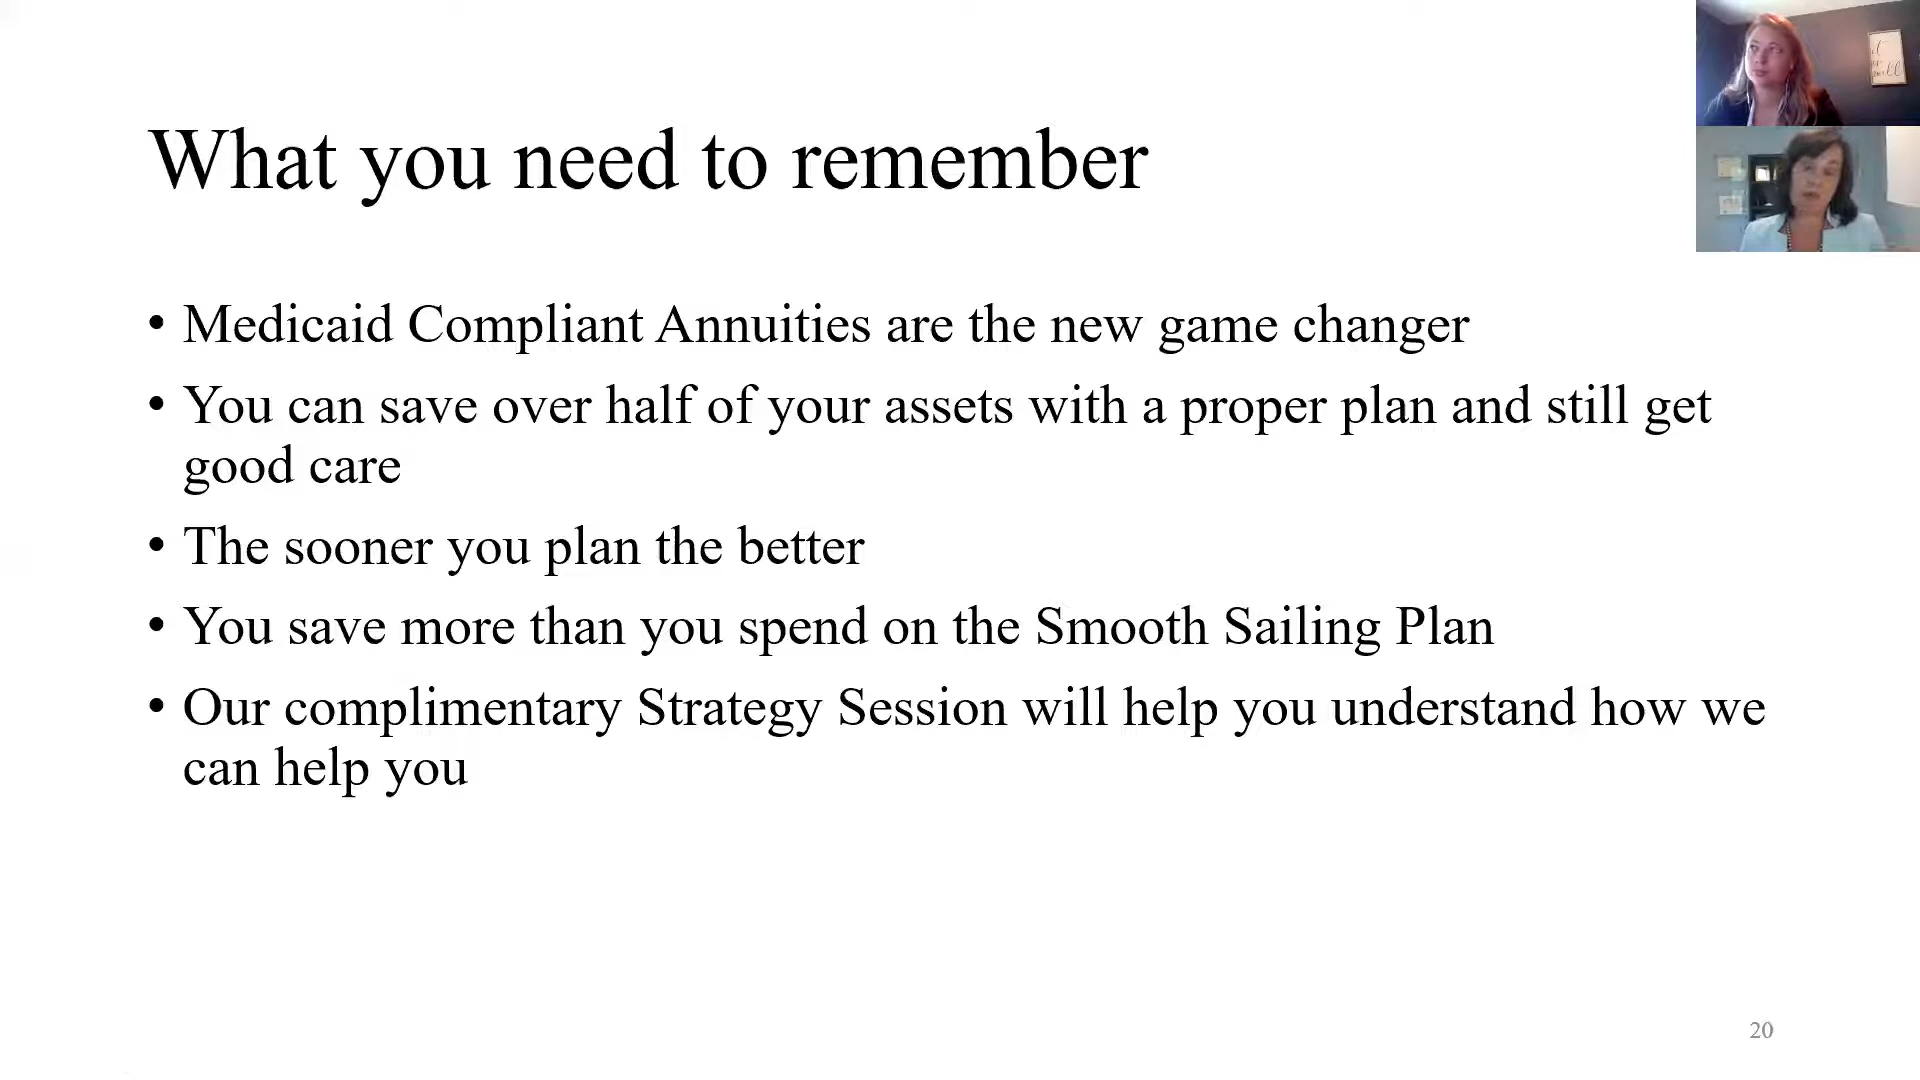 What you need to remember
• Medicaid Compliant Annuities are the new game changer
• You can save over half of your assets with a proper plan and still get
good care
• The sooner you plan the better
• You save more than you spend on the Smooth Sailing Plan
• Our complimentary Strategy Session will help you understand how we
can help you
20
it
well